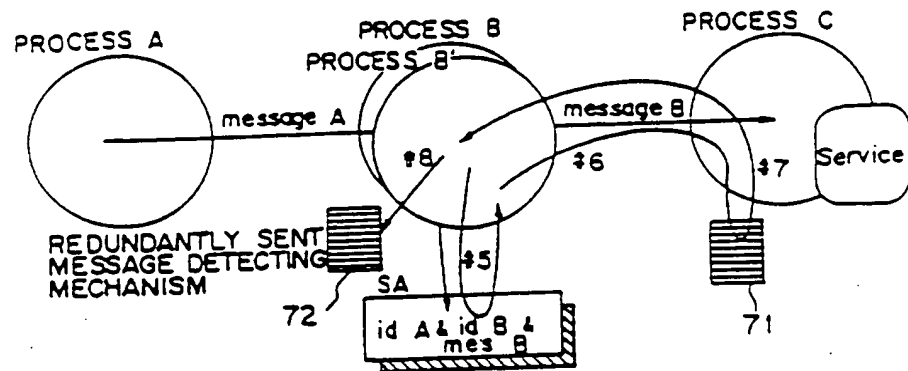 PROCESS A
PROCESS B
PROCESS B'
PROCESS C
message A
message B
Service
#8
#6
#7
#5
REDUNDANTLY SENT
MESSAGE DETECTING
MECHANISM
72
71
SA
id A & id B &
mes B